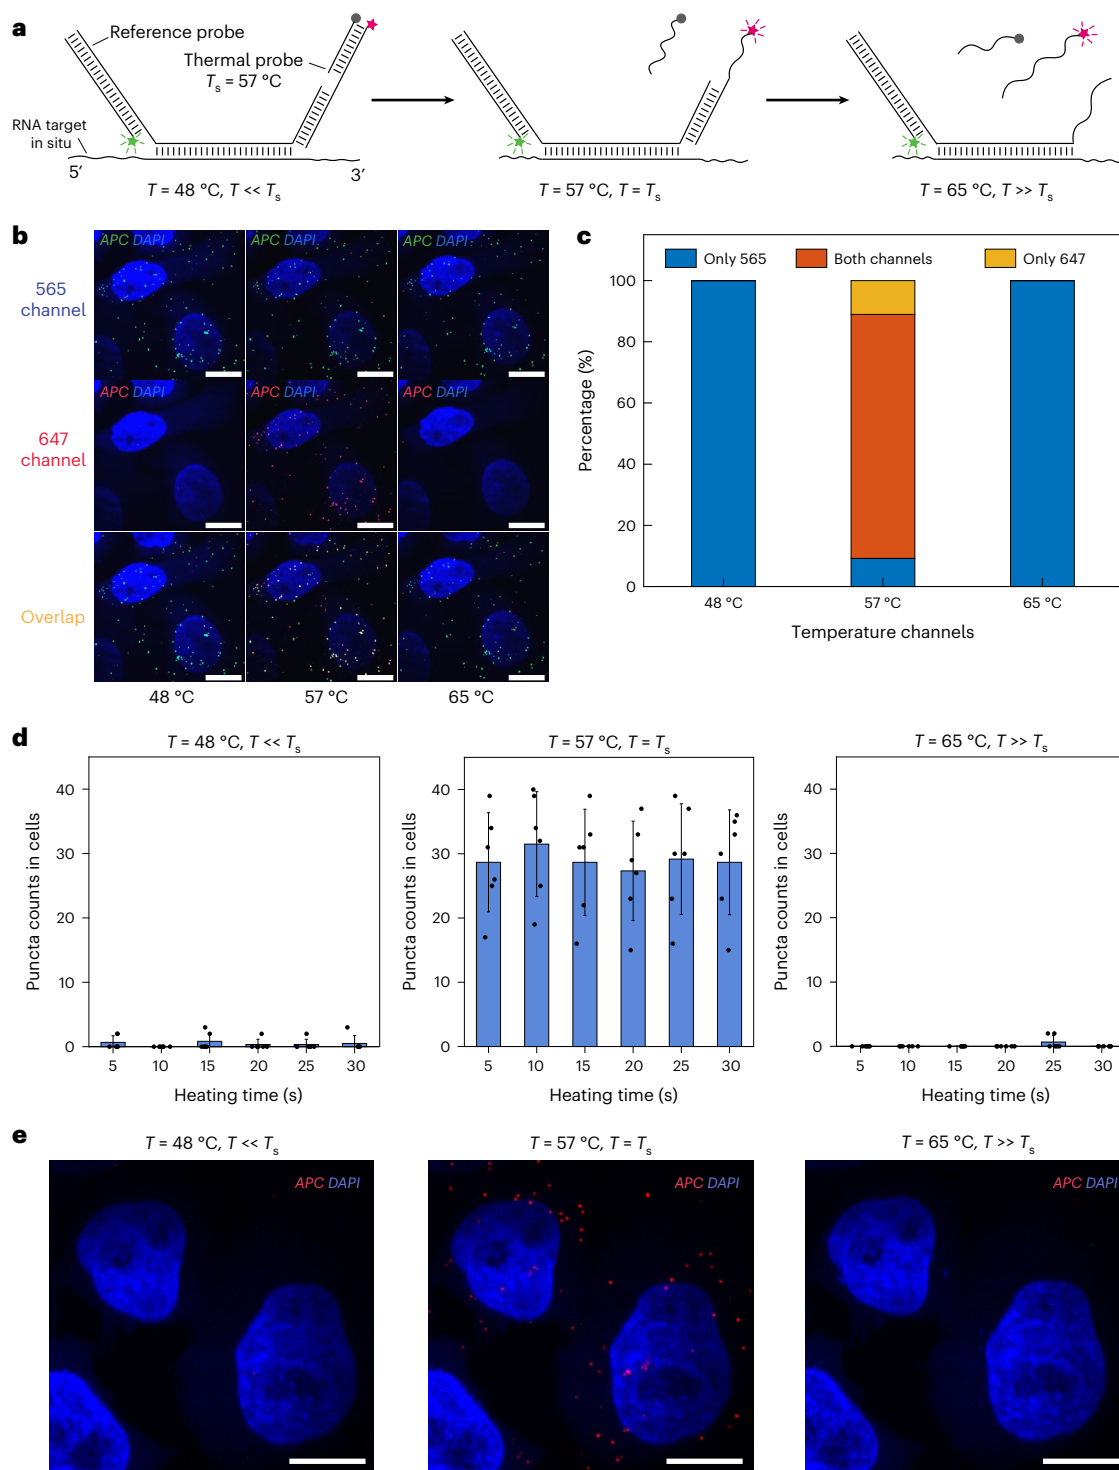 a
Reference probe
Thermal probe
Ts = 57 °C
RNA target
in situ
5′
3′
T = 48 °C, T << Ts
T = 57 °C, T = Ts
T = 65 °C, T >> Ts
b
565
channel
647
channel
Overlap
APC DAPI
APC DAPI
APC DAPI
APC DAPI
APC DAPI
APC DAPI
48 °C
57 °C
65 °C
c
Only 565
Both channels
Only 647
Percentage (%)
100
80
60
40
20
0
48 °C
57 °C
65 °C
Temperature channels
d
T = 48 °C, T << Ts
Puncta counts in cells
40
30
20
10
0
5 10 15 20 25 30
Heating time (s)
T = 57 °C, T = Ts
Puncta counts in cells
40
30
20
10
0
5 10 15 20 25 30
Heating time (s)
T = 65 °C, T >> Ts
Puncta counts in cells
40
30
20
10
0
5 10 15 20 25 30
Heating time (s)
e
T = 48 °C, T << Ts
APC DAPI
T = 57 °C, T = Ts
APC DAPI
T = 65 °C, T >> Ts
APC DAPI